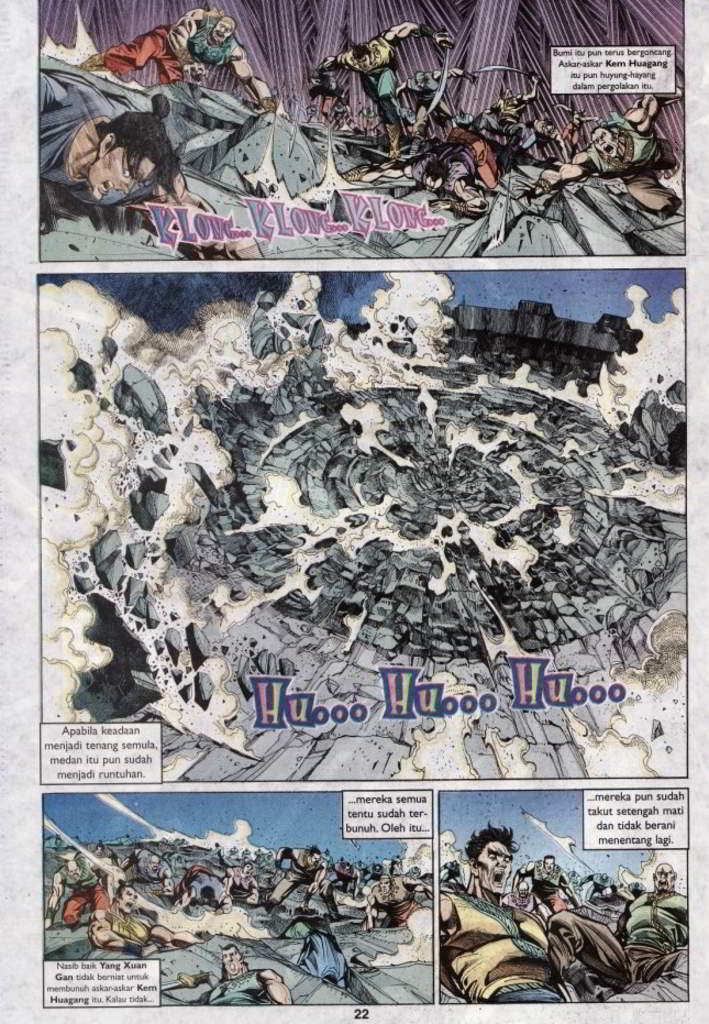 Bumi itu pun terus bergoncang.
Askar-askar Kem Huagang
itu pun huyung-hayang
dalam pergolakan itu.
KLONG... KLONG... KLONG...
HU... HU... HU...
Apabila keadaan
menjadi tenang semula,
medan itu pun sudah
menjadi runtuhan.
Nasib baik Yang Xuan
Gan tidak berniat untuk
membunuh askar-askar Kem
Huagang itu. Kalau tidak...
...mereka semua
tentu sudah ter-
bunuh. Oleh itu...
...mereka pun sudah
takut setengah mati
dan tidak berani
menentang lagi.
22